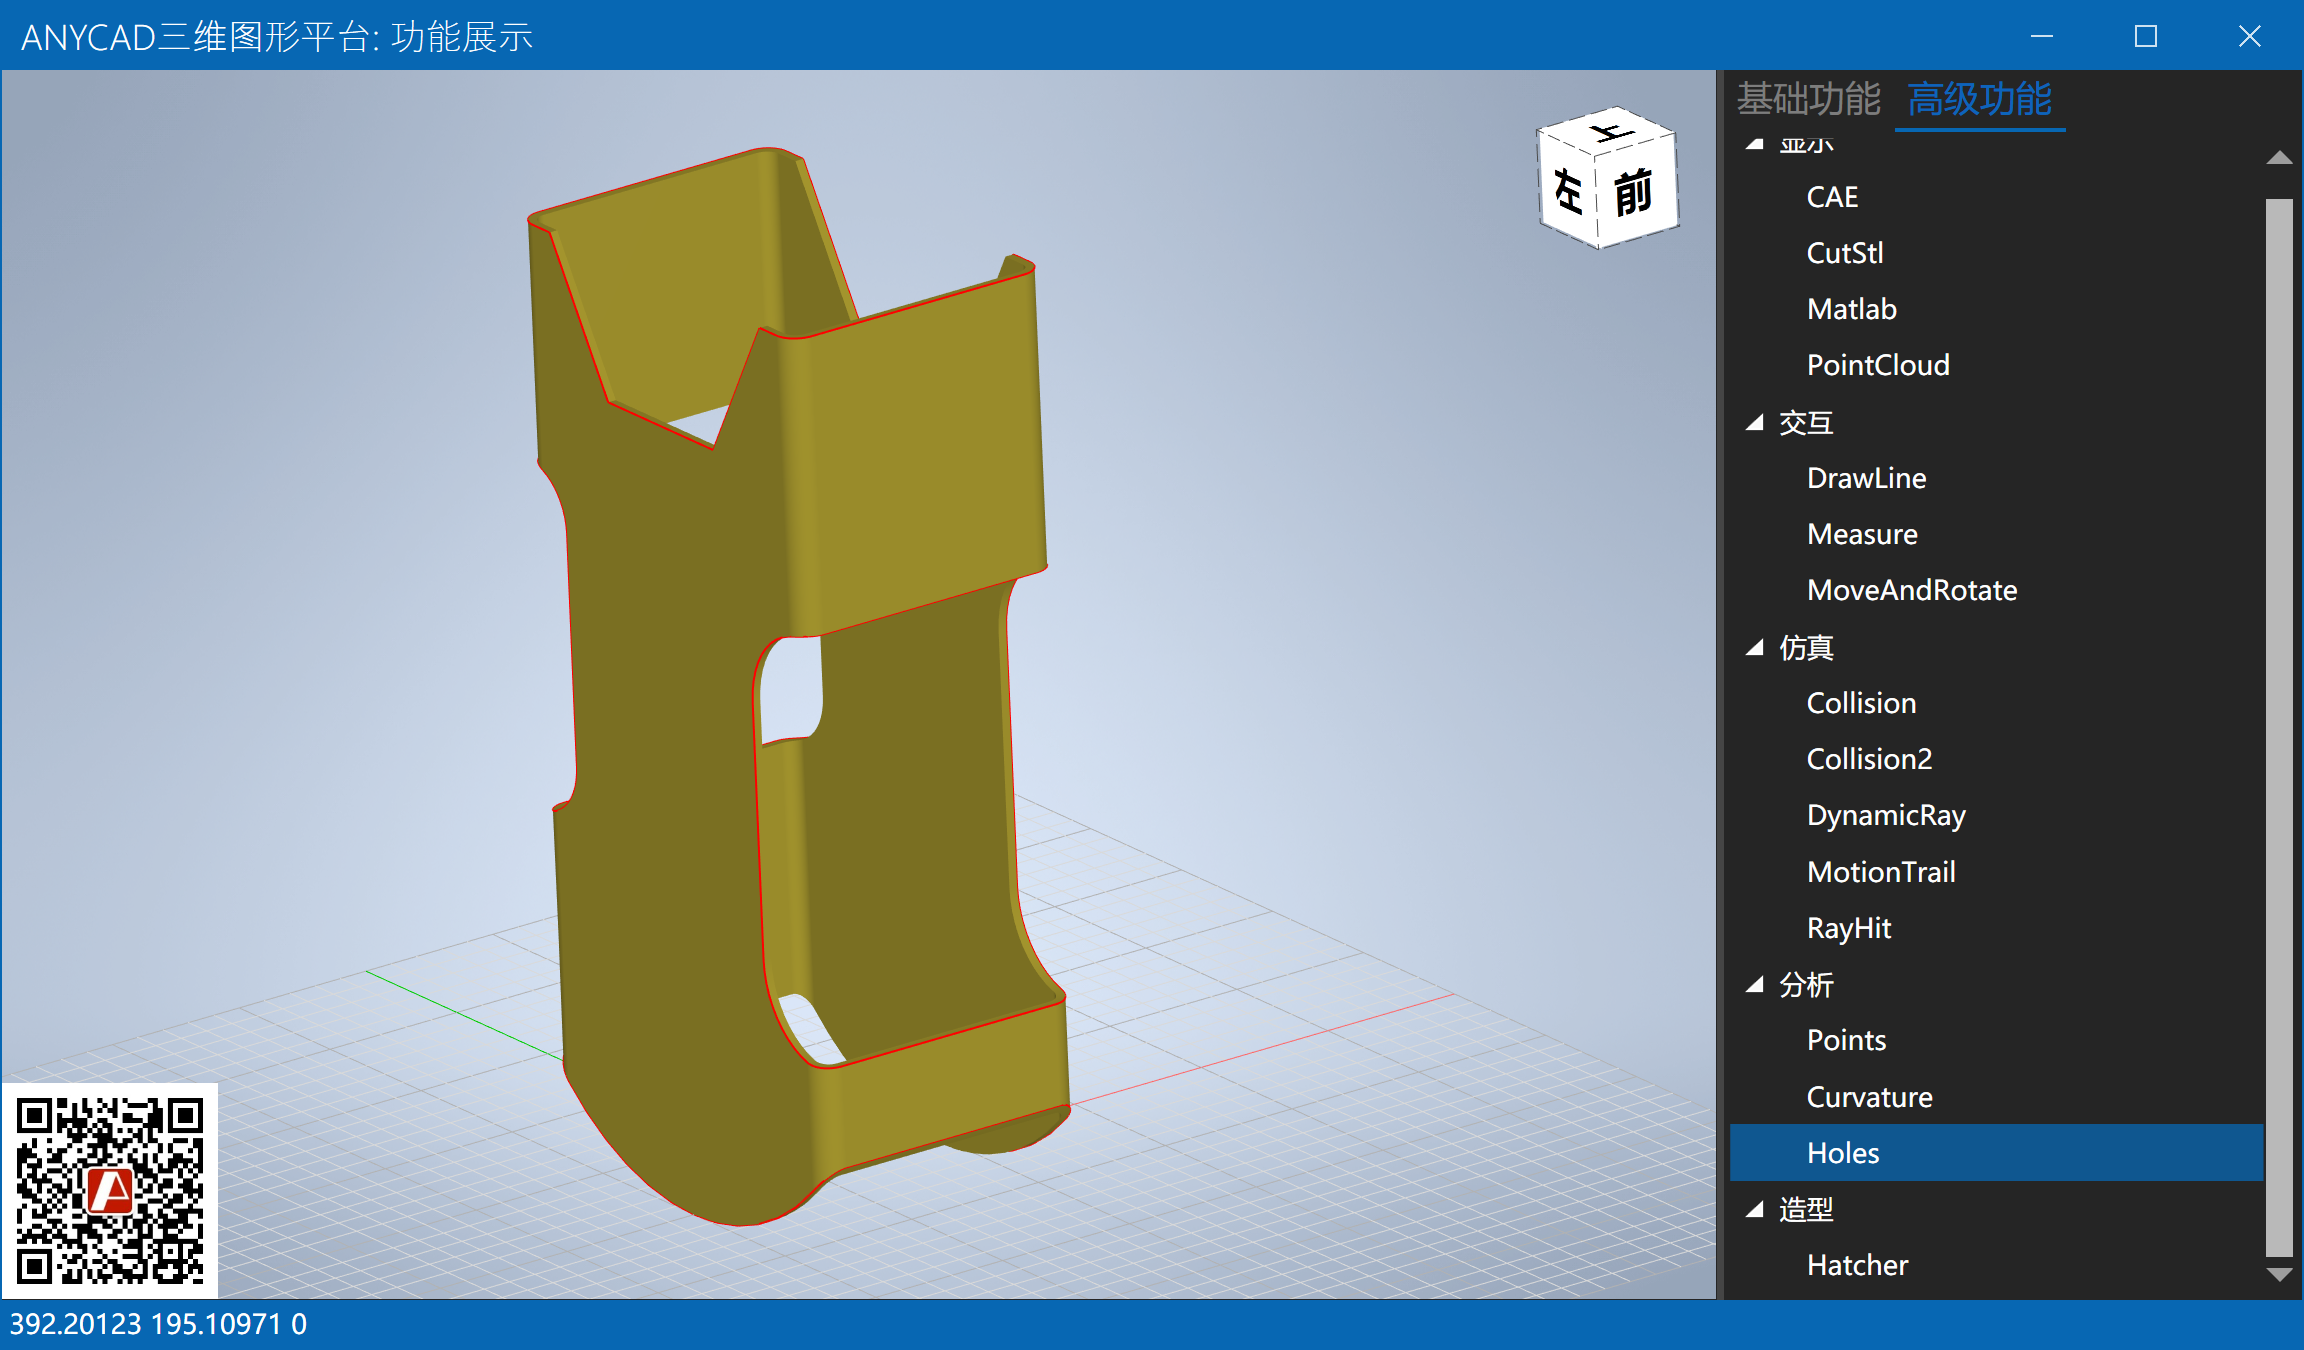 ANYCAD三维图形平台: 功能展示
上
左
前
基础功能 高级功能
显示
CAE
CutStl
Matlab
PointCloud
交互
DrawLine
Measure
MoveAndRotate
仿真
Collision
Collision2
DynamicRay
MotionTrail
RayHit
分析
Points
Curvature
Holes
造型
Hatcher
392.20123 195.10971 0